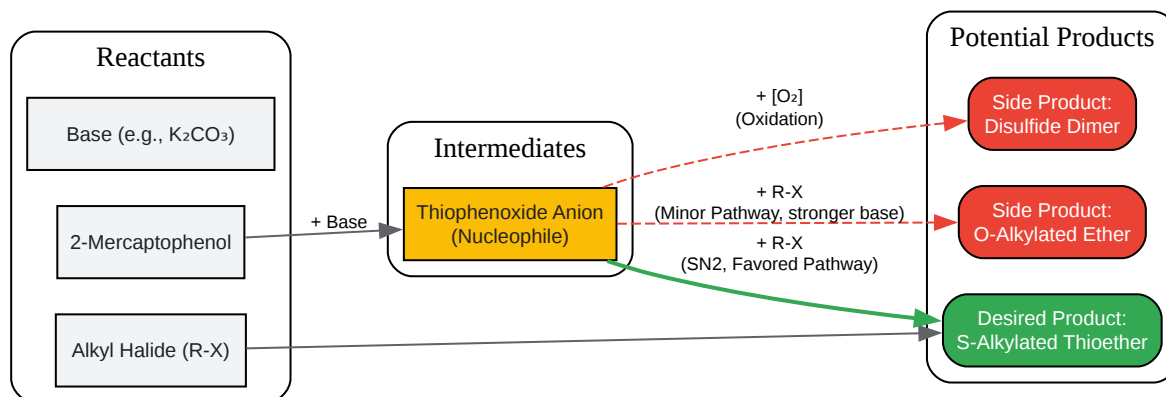 Reactants
Base (e.g., K₂CO₃)
2-Mercaptophenol
Alkyl Halide (R-X)
+ Base
Intermediates
Thiophenoxide Anion
(Nucleophile)
+ [O₂]
(Oxidation)
+ R-X
(Minor Pathway, stronger base)
+ R-X
(SN2, Favored Pathway)
Potential Products
Side Product:
Disulfide Dimer
Side Product:
O-Alkylated Ether
Desired Product:
S-Alkylated Thioether